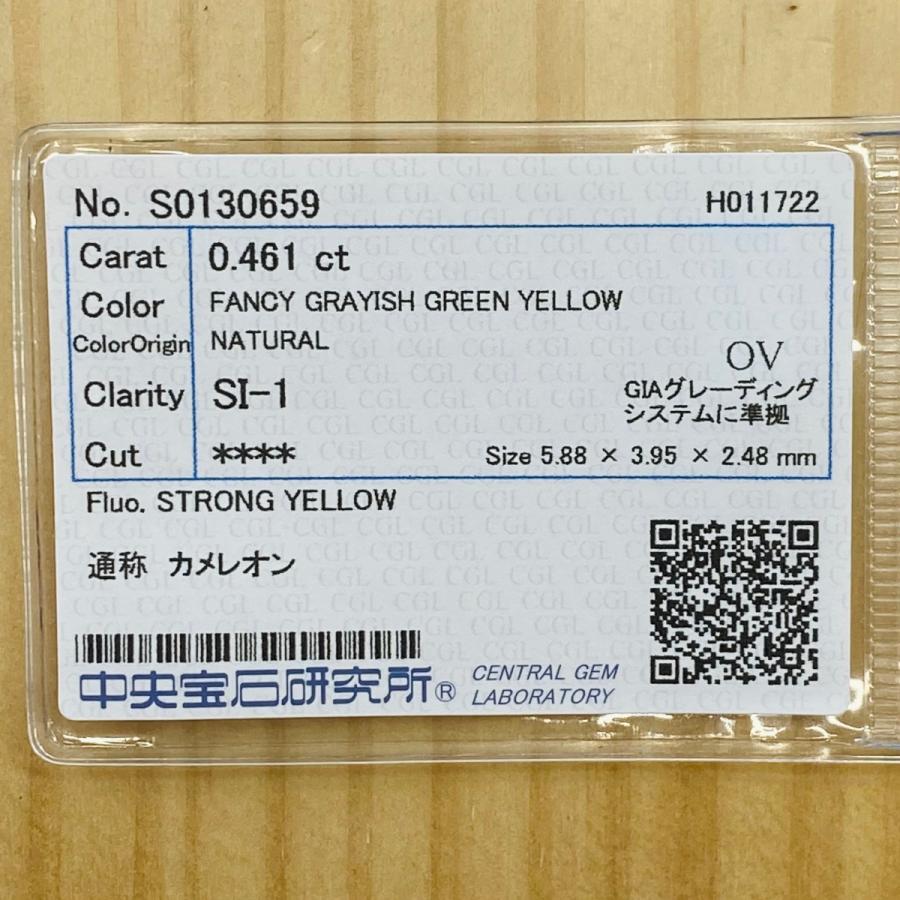 No. S0130659
H011722
Carat 0.461 ct
Color FANCY GRAYISH GREEN YELLOW
ColorOrigin NATURAL
OV
Clarity SI-1
GIAグレーディング
システムに準拠
Cut ****
Size 5.88 × 3.95 × 2.48 mm
Fluo. STRONG YELLOW
通称 カメレオン
中央宝石研究所®
CENTRAL GEM
LABORATORY